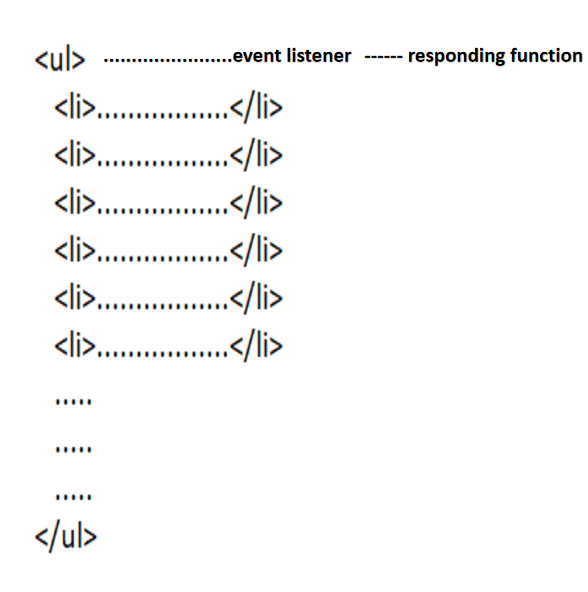 <ul> .......................event listener ------ responding function
<li>..................</li>
<li>..................</li>
<li>..................</li>
<li>..................</li>
<li>..................</li>
<li>..................</li>
.....
.....
.....
</ul>